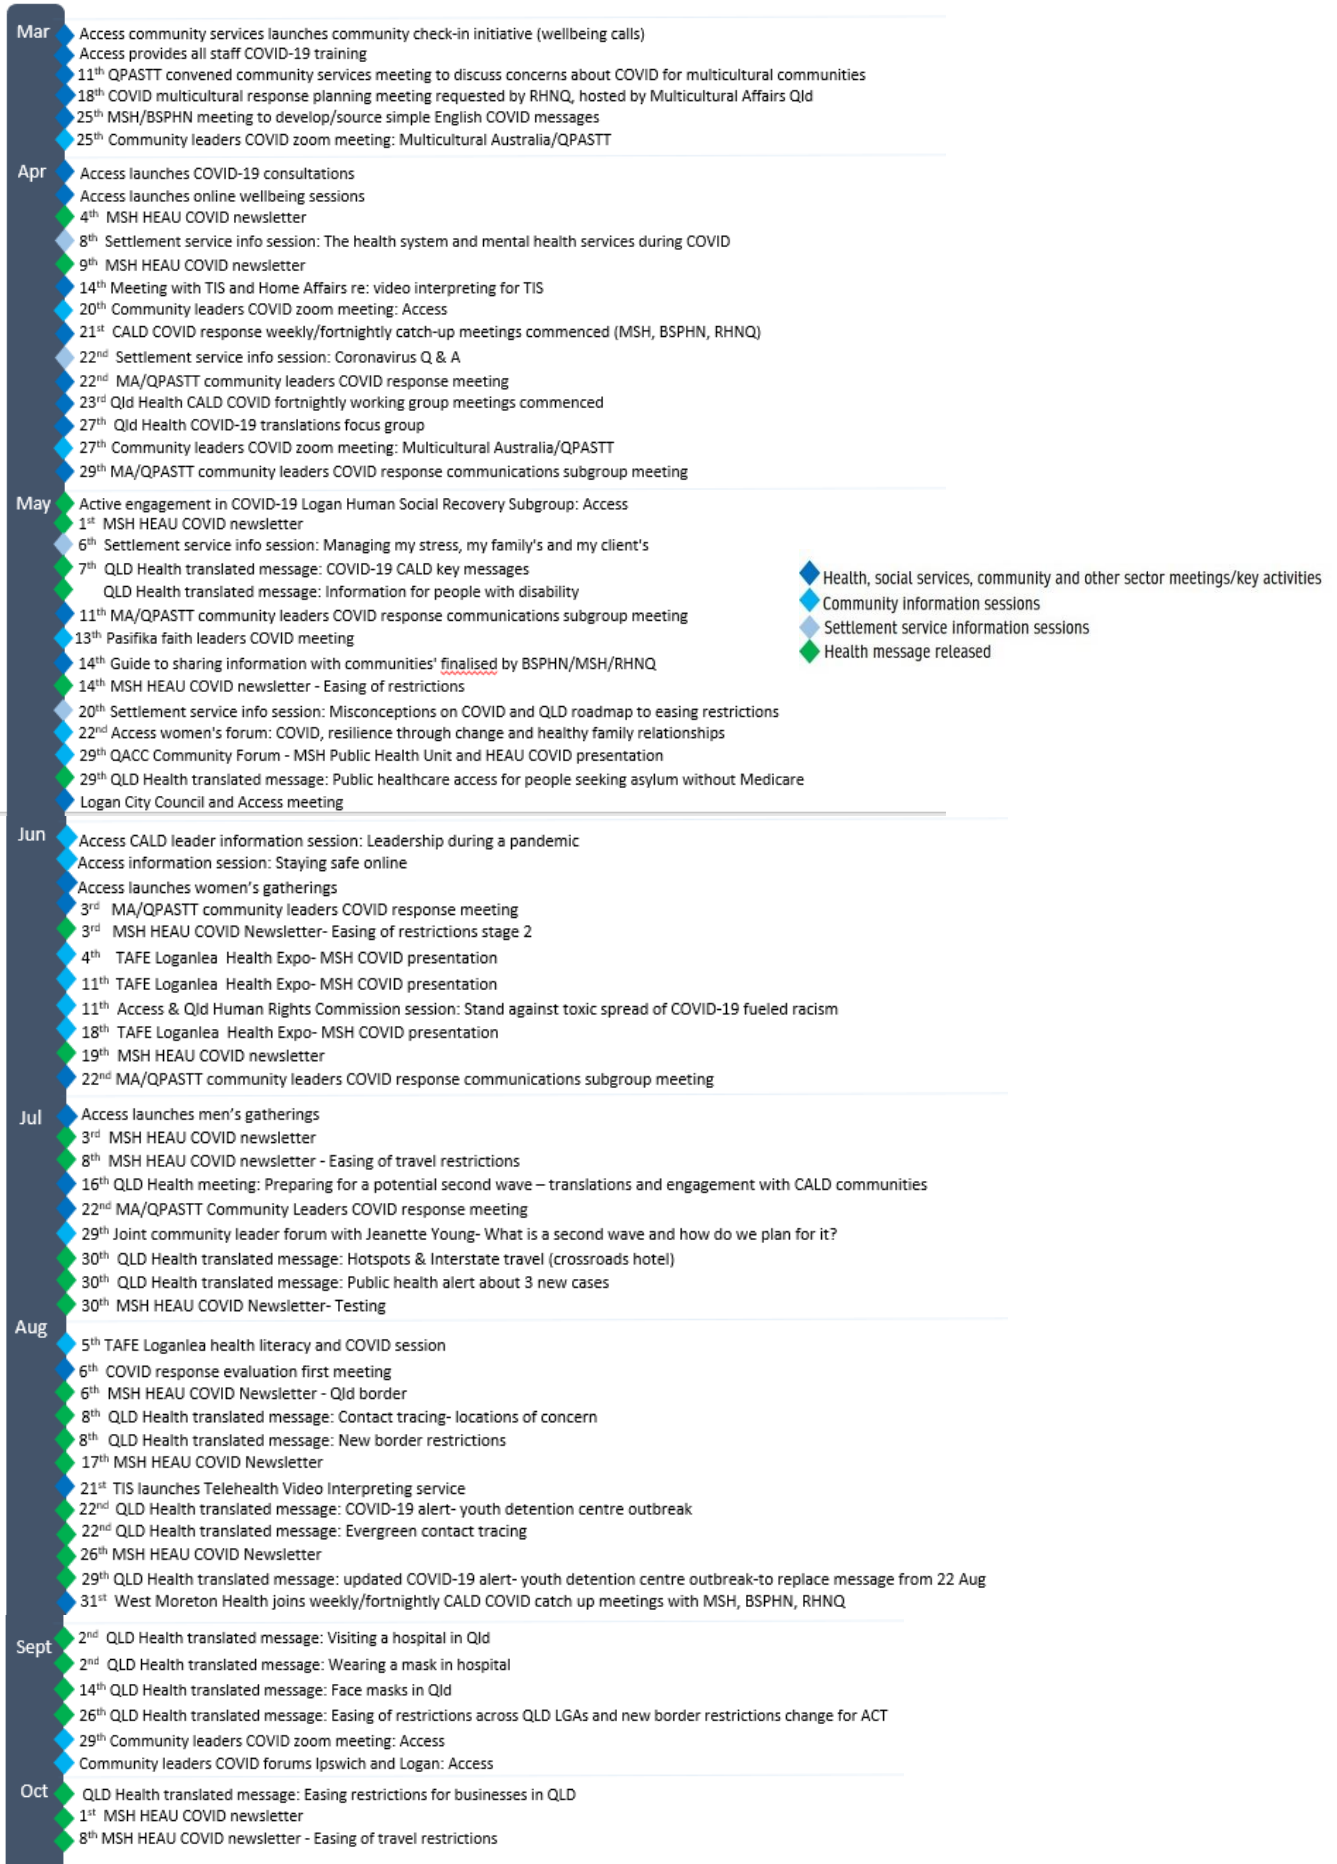 Mar
Access community services launches community check-in initiative (wellbeing calls)
Access provides all staff COVID-19 training
11th QPASTT convened community services meeting to discuss concerns about COVID for multicultural communities
18th COVID multicultural response planning meeting requested by RHNQ, hosted by Multicultural Affairs Qld
25th MSH/BSPHN meeting to develop/source simple English COVID messages
25th Community leaders COVID zoom meeting: Multicultural Australia/QPASTT
Apr
Access launches COVID-19 consultations
Access launches online wellbeing sessions
4th MSH HEAU COVID newsletter
8th Settlement service info session: The health system and mental health services during COVID
9th MSH HEAU COVID newsletter
14th Meeting with TIS and Home Affairs re: video interpreting for TIS
20th Community leaders COVID zoom meeting: Access
21st CALD COVID response weekly/fortnightly catch-up meetings commenced (MSH, BSPHN, RHNQ)
22nd Settlement service info session: Coronavirus Q & A
22nd MA/QPASTT community leaders COVID response meeting
23rd Qld Health CALD COVID fortnightly working group meetings commenced
27th Qld Health COVID-19 translations focus group
27th Community leaders COVID zoom meeting: Multicultural Australia/QPASTT
29th MA/QPASTT community leaders COVID response communications subgroup meeting
May
Active engagement in COVID-19 Logan Human Social Recovery Subgroup: Access
1st MSH HEAU COVID newsletter
6th Settlement service info session: Managing my stress, my family's and my client's
7th QLD Health translated message: COVID-19 CALD key messages
QLD Health translated message: Information for people with disability
11th MA/QPASTT community leaders COVID response communications subgroup meeting
13th Pasifika faith leaders COVID meeting
14th Guide to sharing information with communities' finalised by BSPHN/MSH/RHNQ
14th MSH HEAU COVID newsletter - Easing of restrictions
20th Settlement service info session: Misconceptions on COVID and QLD roadmap to easing restrictions
22nd Access women's forum: COVID, resilience through change and healthy family relationships
29th QACC Community Forum - MSH Public Health Unit and HEAU COVID presentation
29th QLD Health translated message: Public healthcare access for people seeking asylum without Medicare
Logan City Council and Access meeting
Health, social services, community and other sector meetings/key activities
Community information sessions
Settlement service information sessions
Health message released
Jun
Access CALD leader information session: Leadership during a pandemic
Access information session: Staying safe online
Access launches women's gatherings
3rd MA/QPASTT community leaders COVID response meeting
3rd MSH HEAU COVID Newsletter- Easing of restrictions stage 2
4th TAFE Loganlea Health Expo- MSH COVID presentation
11th TAFE Loganlea Health Expo- MSH COVID presentation
11th Access & Qld Human Rights Commission session: Stand against toxic spread of COVID-19 fueled racism
18th TAFE Loganlea Health Expo- MSH COVID presentation
19th MSH HEAU COVID newsletter
22nd MA/QPASTT community leaders COVID response communications subgroup meeting
Jul
Access launches men's gatherings
3rd MSH HEAU COVID newsletter
8th MSH HEAU COVID newsletter - Easing of travel restrictions
16th QLD Health meeting: Preparing for a potential second wave – translations and engagement with CALD communities
22nd MA/QPASTT Community Leaders COVID response meeting
29th Joint community leader forum with Jeanette Young- What is a second wave and how do we plan for it?
30th QLD Health translated message: Hotspots & Interstate travel (crossroads hotel)
30th QLD Health translated message: Public health alert about 3 new cases
30th MSH HEAU COVID Newsletter- Testing
Aug
5th TAFE Loganlea health literacy and COVID session
6th COVID response evaluation first meeting
6th MSH HEAU COVID Newsletter - Qld border
8th QLD Health translated message: Contact tracing- locations of concern
8th QLD Health translated message: New border restrictions
17th MSH HEAU COVID Newsletter
21st TIS launches Telehealth Video Interpreting service
22nd QLD Health translated message: COVID-19 alert- youth detention centre outbreak
22nd QLD Health translated message: Evergreen contact tracing
26th MSH HEAU COVID Newsletter
29th QLD Health translated message: updated COVID-19 alert- youth detention centre outbreak-to replace message from 22 Aug
31st West Moreton Health joins weekly/fortnightly CALD COVID catch up meetings with MSH, BSPHN, RHNQ
Sept
2nd QLD Health translated message: Visiting a hospital in Qld
2nd QLD Health translated message: Wearing a mask in hospital
14th QLD Health translated message: Face masks in Qld
26th QLD Health translated message: Easing of restrictions across QLD LGAs and new border restrictions change for ACT
29th Community leaders COVID zoom meeting: Access
Community leaders COVID forums Ipswich and Logan: Access
Oct
QLD Health translated message: Easing restrictions for businesses in QLD
1st MSH HEAU COVID newsletter
8th MSH HEAU COVID newsletter - Easing of travel restrictions